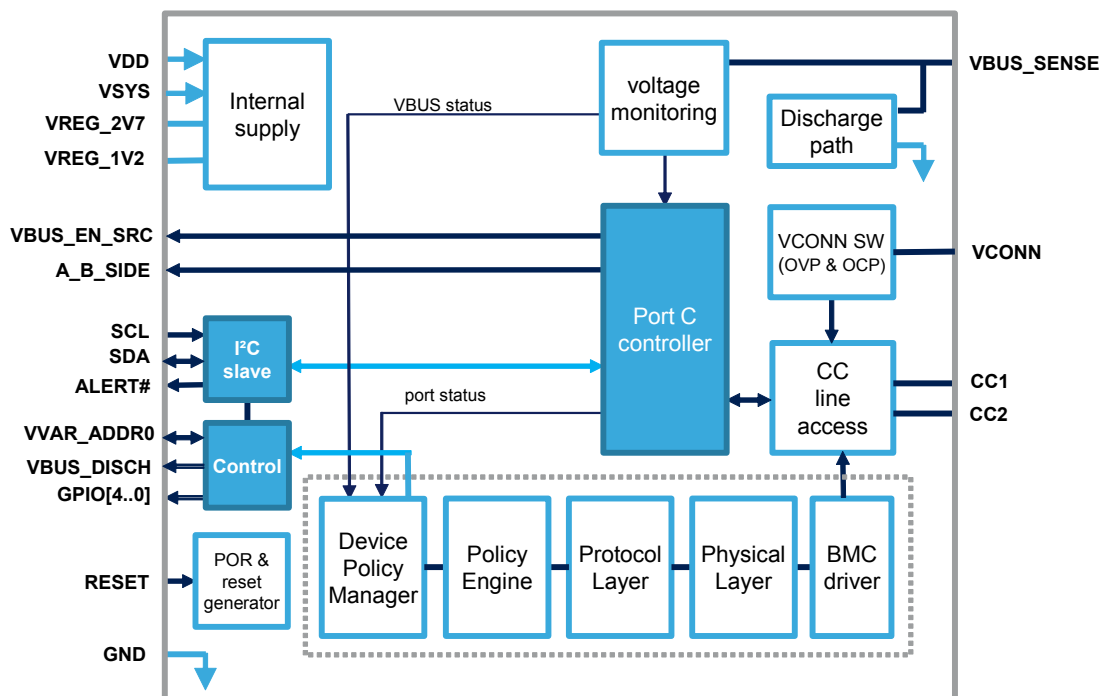 VDD
VSYS
VREG_2V7
VREG_1V2
Internal
supply
VBUS status
voltage
monitoring
VBUS_SENSE
Discharge
path
VBUS_EN_SRC
A_B_SIDE
VCONN SW
(OVP & OCP)
VCONN
SCL
SDA
ALERT#
I²C
slave
Port C
controller
CC
line
access
CC1
CC2
port status
VVAR_ADDR0
VBUS_DISCH
GPIO[4..0]
Control
RESET
POR &
reset
generator
Device
Policy
Manager
Policy
Engine
Protocol
Layer
Physical
Layer
BMC
driver
GND